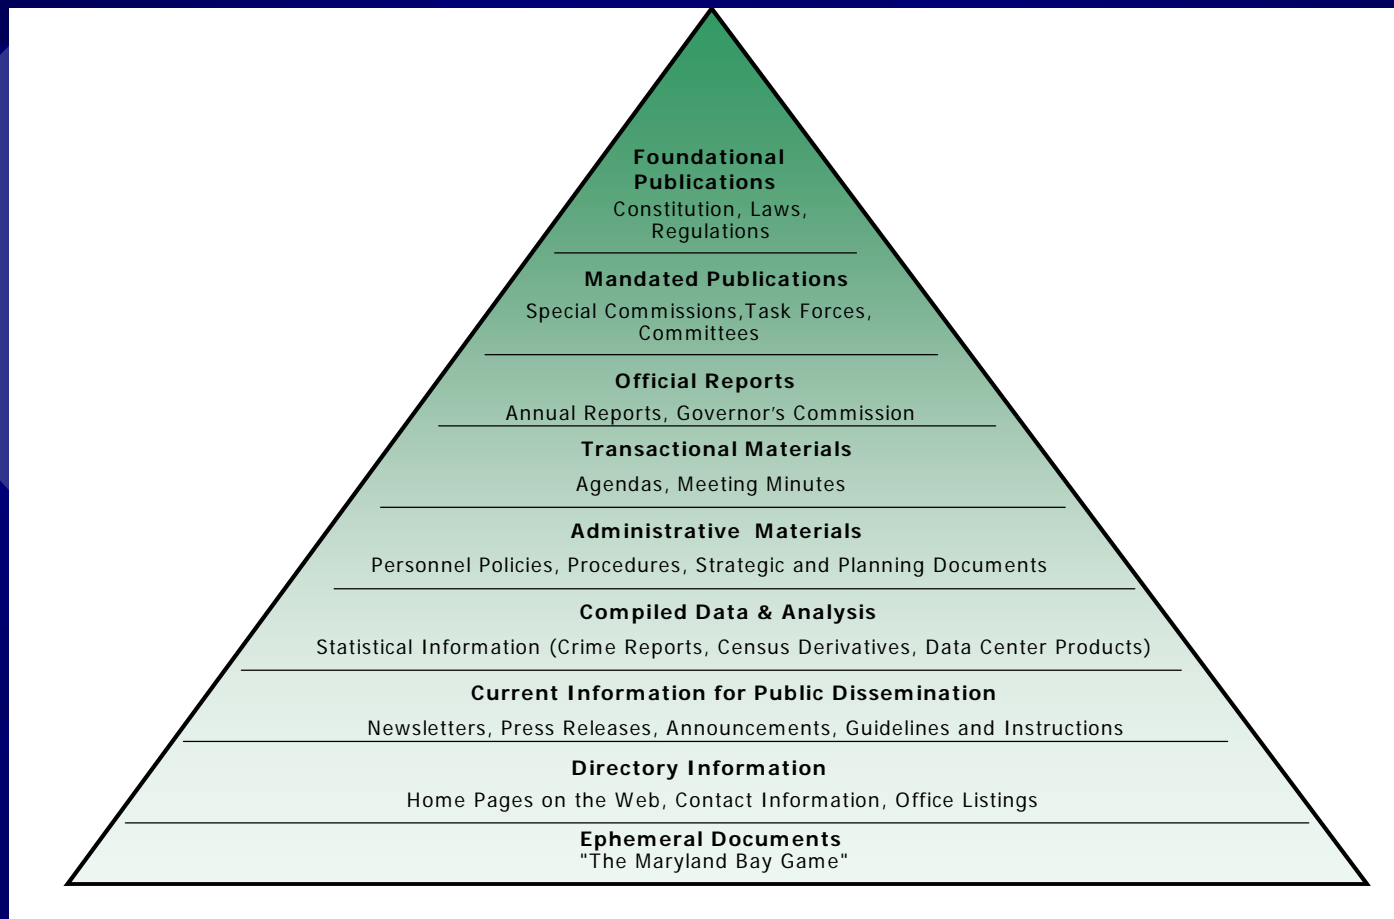 Foundational
Publications
Constitution, Laws,
Regulations
Mandated Publications
Special Commissions,Task Forces,
Committees
Official Reports
Annual Reports, Governor's Commission
Transactional Materials
Agendas, Meeting Minutes
Administrative Materials
Personnel Policies, Procedures, Strategic and Planning Documents
Compiled Data & Analysis
Statistical Information (Crime Reports, Census Derivatives, Data Center Products)
Current Information for Public Dissemination
Newsletters, Press Releases, Announcements, Guidelines and Instructions
Directory Information
Home Pages on the Web, Contact Information, Office Listings
Ephemeral Documents
"The Maryland Bay Game"